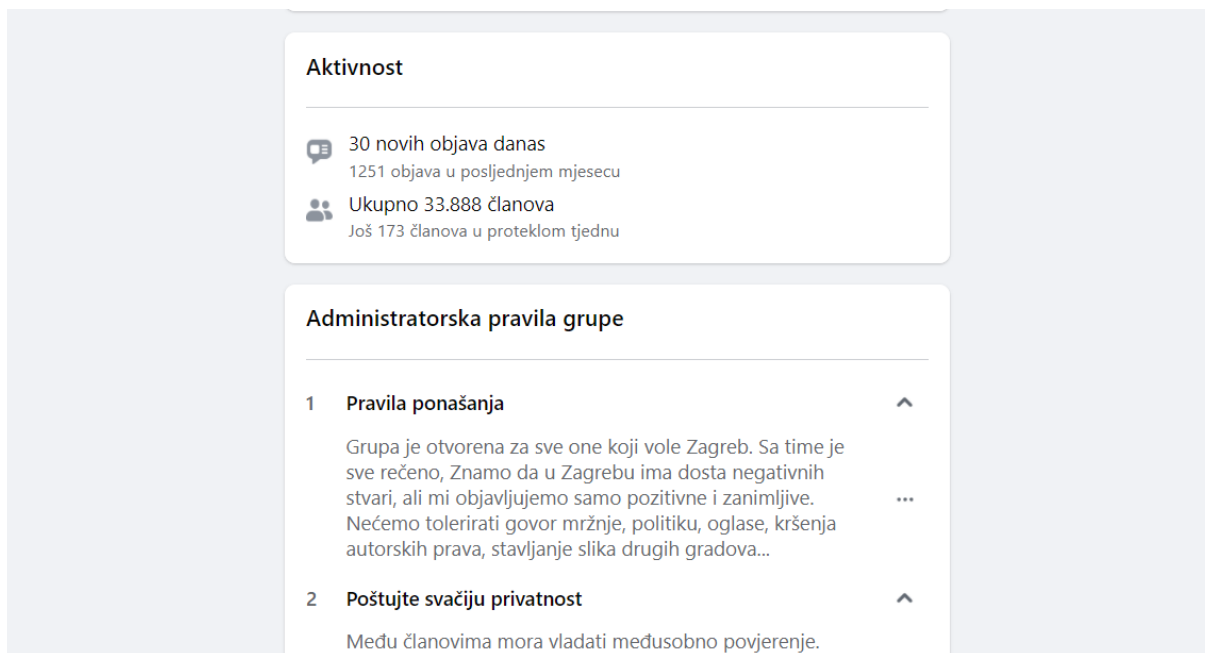 Aktivnost
30 novih objava danas
1251 objava u posljednjem mjesecu
Ukupno 33.888 članova
Još 173 članova u proteklom tjednu
Administratorska pravila grupe
1 Pravila ponašanja
Grupa je otvorena za sve one koji vole Zagreb. Sa time je
sve rečeno, Znamo da u Zagrebu ima dosta negativnih
stvari, ali mi objavljujemo samo pozitivne i zanimljive.
Nećemo tolerirati govor mržnje, politiku, oglase, kršenja
autorskih prava, stavljanje slika drugih gradova...
2 Poštujte svačiju privatnost
Među članovima mora vladati međusobno povjerenje.